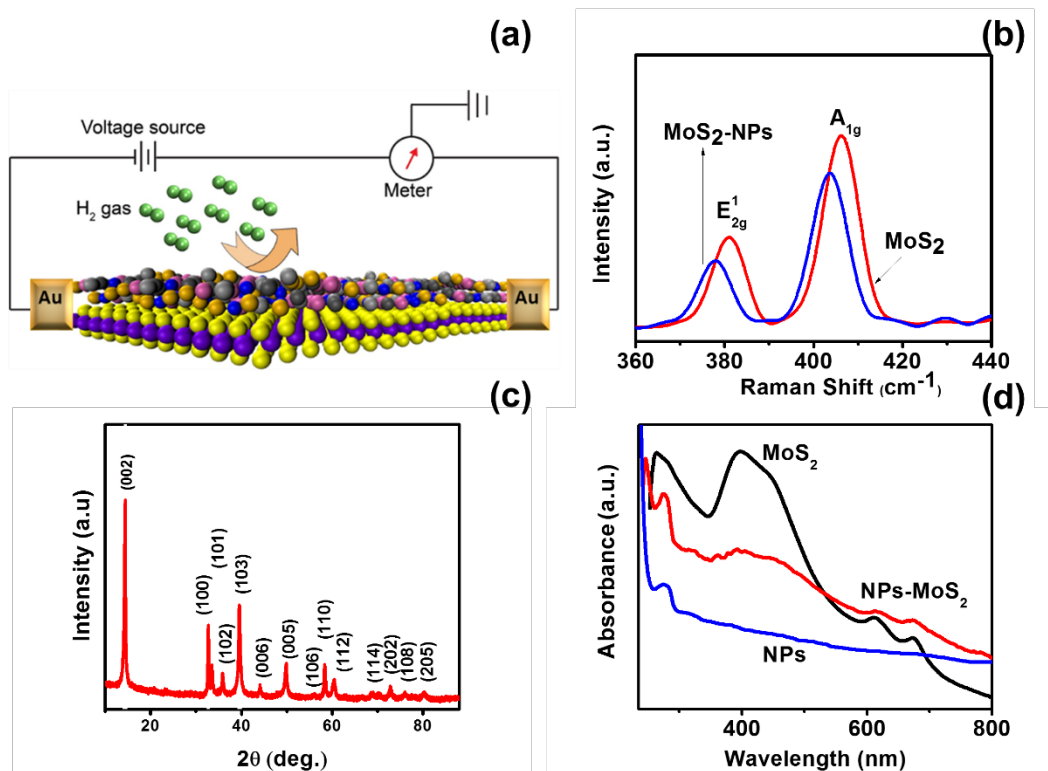 (a)
Voltage source
Meter
H2 gas
Au
Au
(b)
Intensity (a.u.)
MoS2-NPs
E12g
A1g
MoS2
360 380 400 420 440
Raman Shift (cm-1)
(c)
Intensity (a.u)
(002)
(100)
(101)
(102)
(103)
(006)
(005)
(106)
(110)
(112)
(114)
(202)
(108)
(205)
20 40 60 80
2θ (deg.)
(d)
Absorbance (a.u.)
MoS2
NPs-MoS2
NPs
400 500 600 700 800
Wavelength (nm)